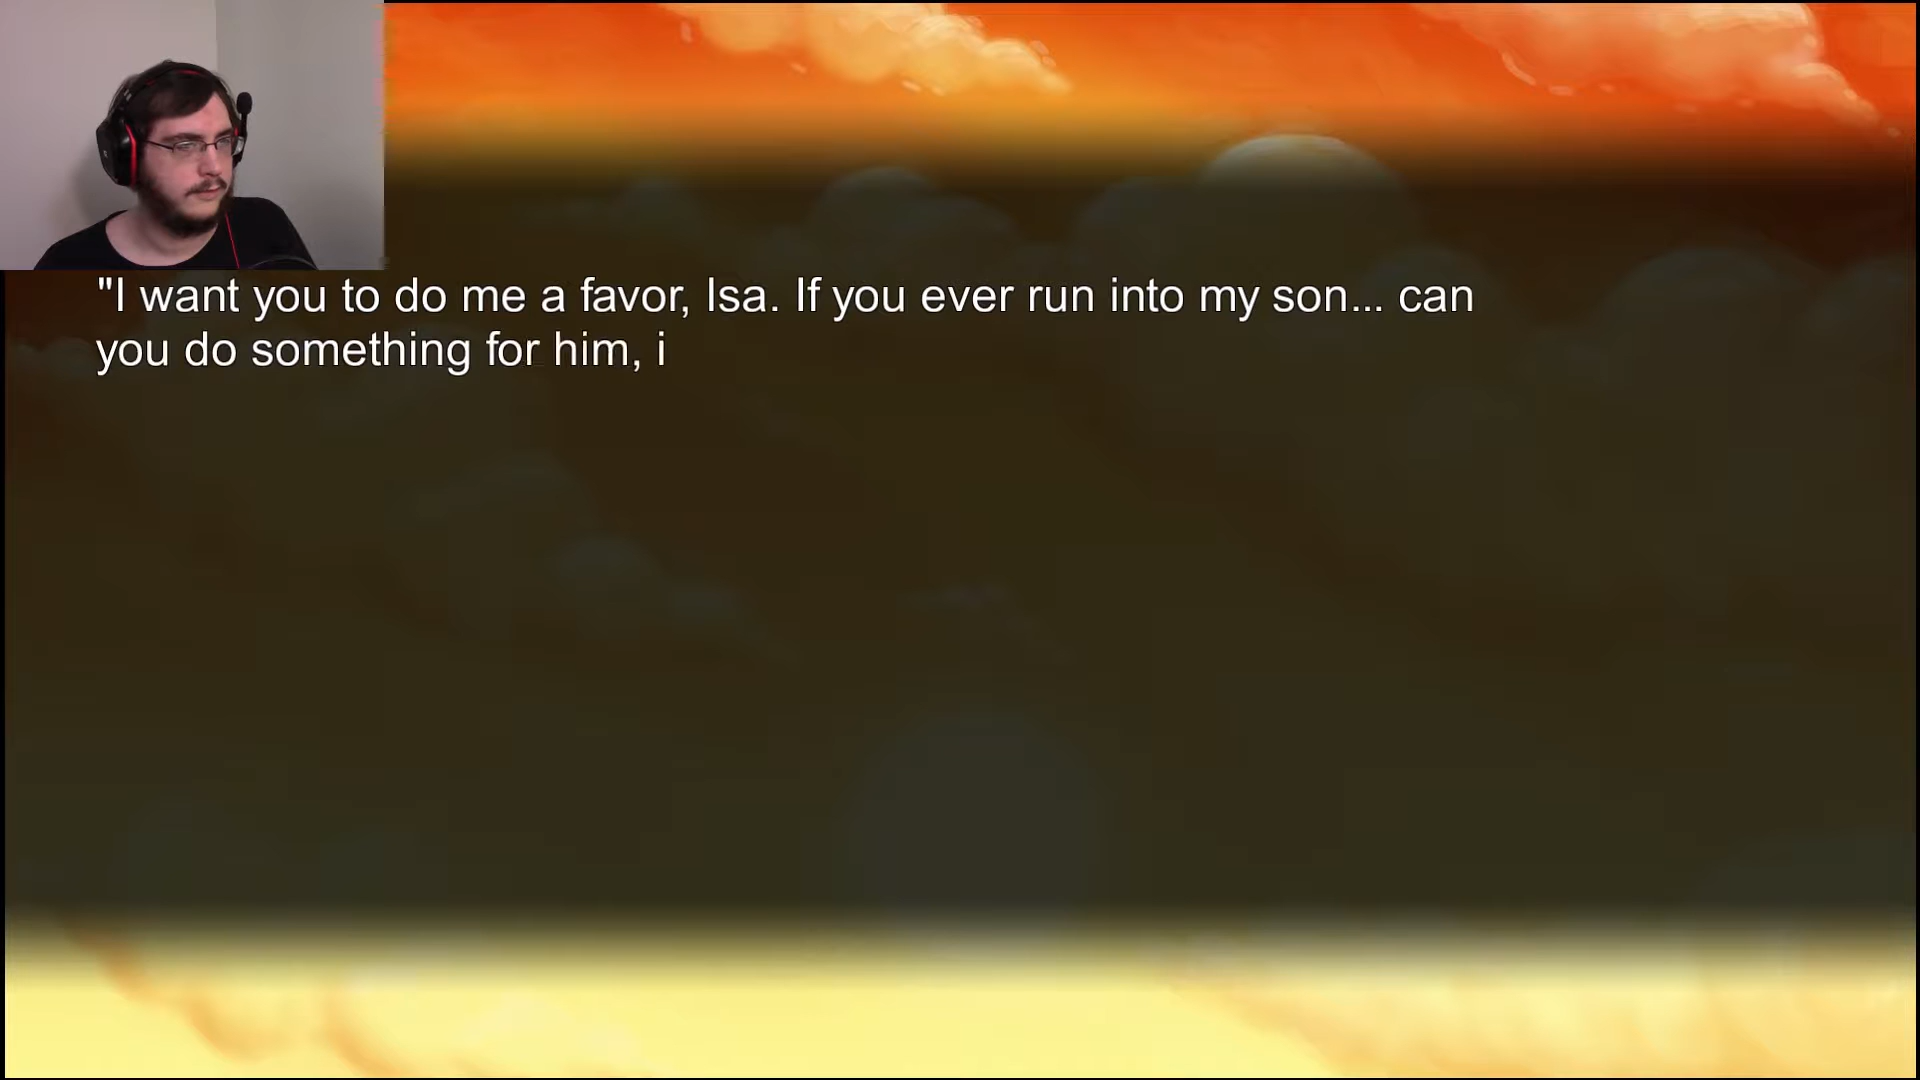 "I want you to do me a favor, Isa. If you ever run into my son... can
you do something for him, i